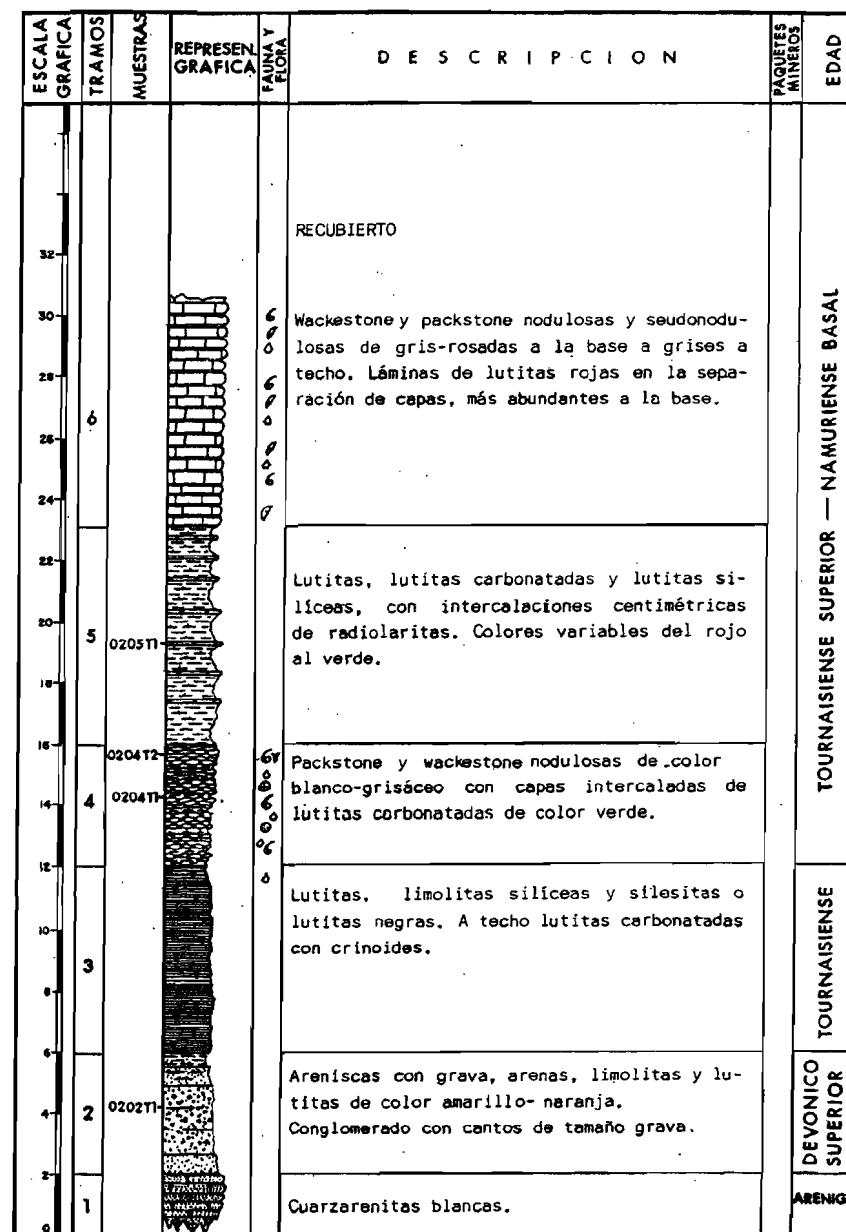 ESCALA
GRAFICA
TRAMOS
MUESTRAS
REPRESEN.
GRAFICA
FAUNA Y
FLORA
DESCRIPCION
PAQUETES
MINEROS
EDAD
32
30
28
26
24
22
20
18
16
14
12
10
8
6
4
2
0
6
5
4
3
2
1
0205T1
0204T2
0204T1
0202T1
RECUBIERTO
Wackestone y packstone nodulosas y seudonodu-
losas de gris-rosadas a la base a grises a
techo. Láminas de lutitas rojas en la sepa-
ración de capas, más abundantes a la base.
Lutitas, lutitas carbonatadas y lutitas si-
líceas, con intercalaciones centimétricas
de radiolaritas. Colores variables del rojo
al verde.
Packstone y wackestone nodulosas de color
blanco-grisáceo con capas intercaladas de
lutitas carbonatadas de color verde.
Lutitas, limolitas silíceas y silesitas o
lutitas negras. A techo lutitas carbonatadas
con crinoides.
Areniscas con grava, arenas, limolitas y lu-
titas de color amarillo-naranja.
Conglomerado con cantos de tamaño grava.
Cuarzarenitas blancas.
TOURNAISIENSE SUPERIOR — NAMURIENSE BASAL
TOURNAISIENSE
DEVONICO
SUPERIOR
ARENIG